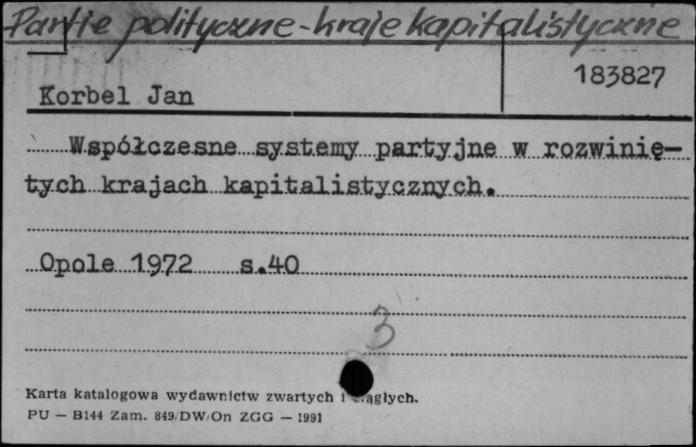 Partie polityczne - kraje kapitalistyczne
183827
Korbel Jan
Współczesne systemy partyjne w rozwinię-
tych krajach kapitalistycznych.
Opole 1972 s.40
3
Karta katalogowa wydawnictw zwartych i ciągłych.
PU — B144 Zam. 849/DW/On ZGG — 1991